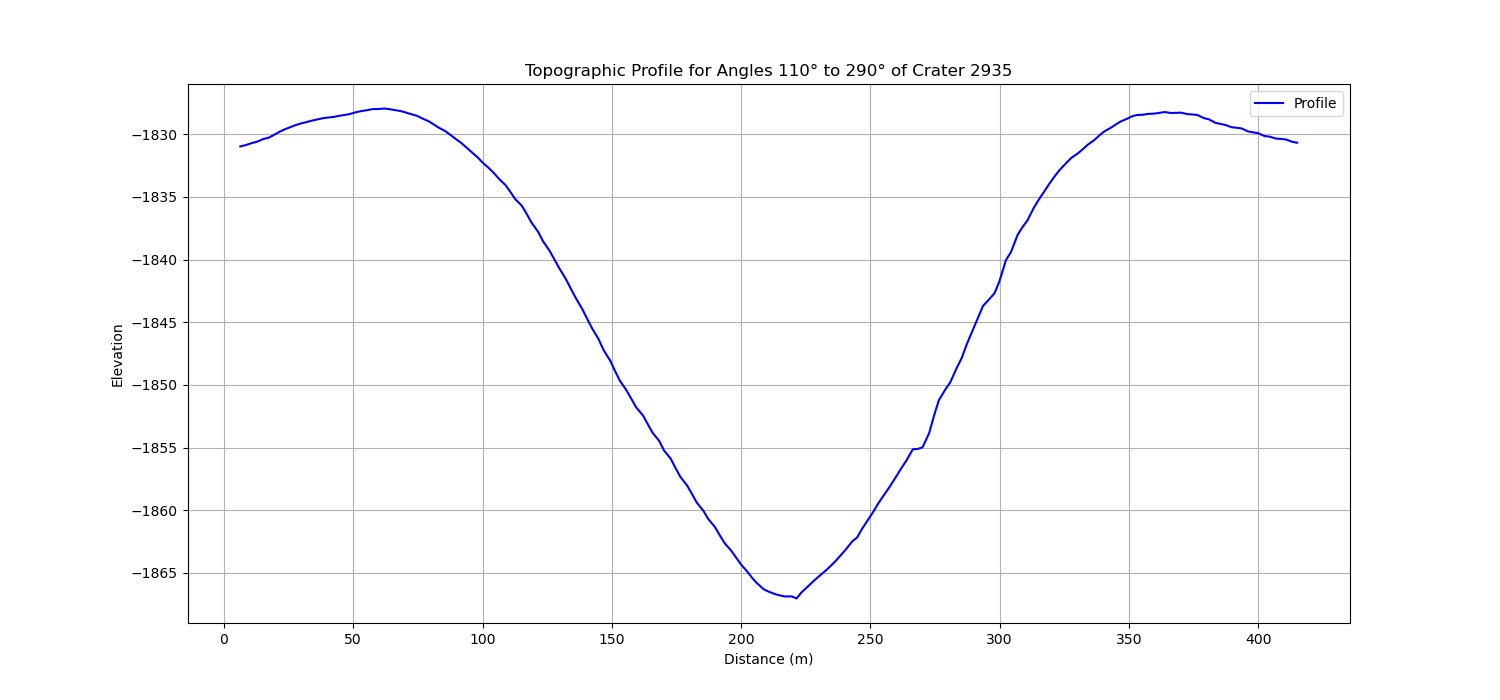 Topographic Profile for Angles 110° to 290° of Crater 2935
Profile
Elevation
−1830
−1835
−1840
−1845
−1850
−1855
−1860
−1865
0 50 100 150 200 250 300 350 400
Distance (m)